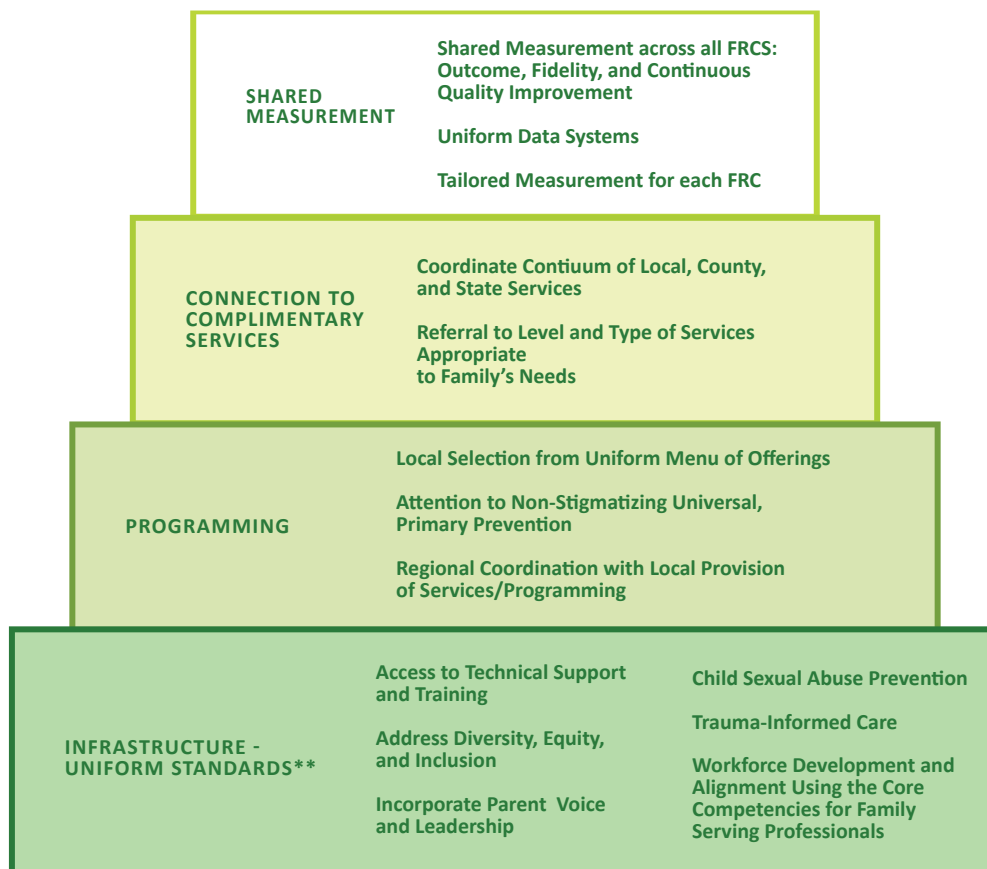 SHARED
MEASUREMENT
Shared Measurement across all FRCS:
Outcome, Fidelity, and Continuous
Quality Improvement
Uniform Data Systems
Tailored Measurement for each FRC
CONNECTION TO
COMPLIMENTARY
SERVICES
Coordinate Contiuum of Local, County,
and State Services
Referral to Level and Type of Services
Appropriate
to Family’s Needs
PROGRAMMING
Local Selection from Uniform Menu of Offerings
Attention to Non-Stigmatizing Universal,
Primary Prevention
Regional Coordination with Local Provision
of Services/Programming
INFRASTRUCTURE -
UNIFORM STANDARDS**
Access to Technical Support
and Training
Address Diversity, Equity,
and Inclusion
Incorporate Parent Voice
and Leadership
Child Sexual Abuse Prevention
Trauma-Informed Care
Workforce Development and
Alignment Using the Core
Competencies for Family
Serving Professionals